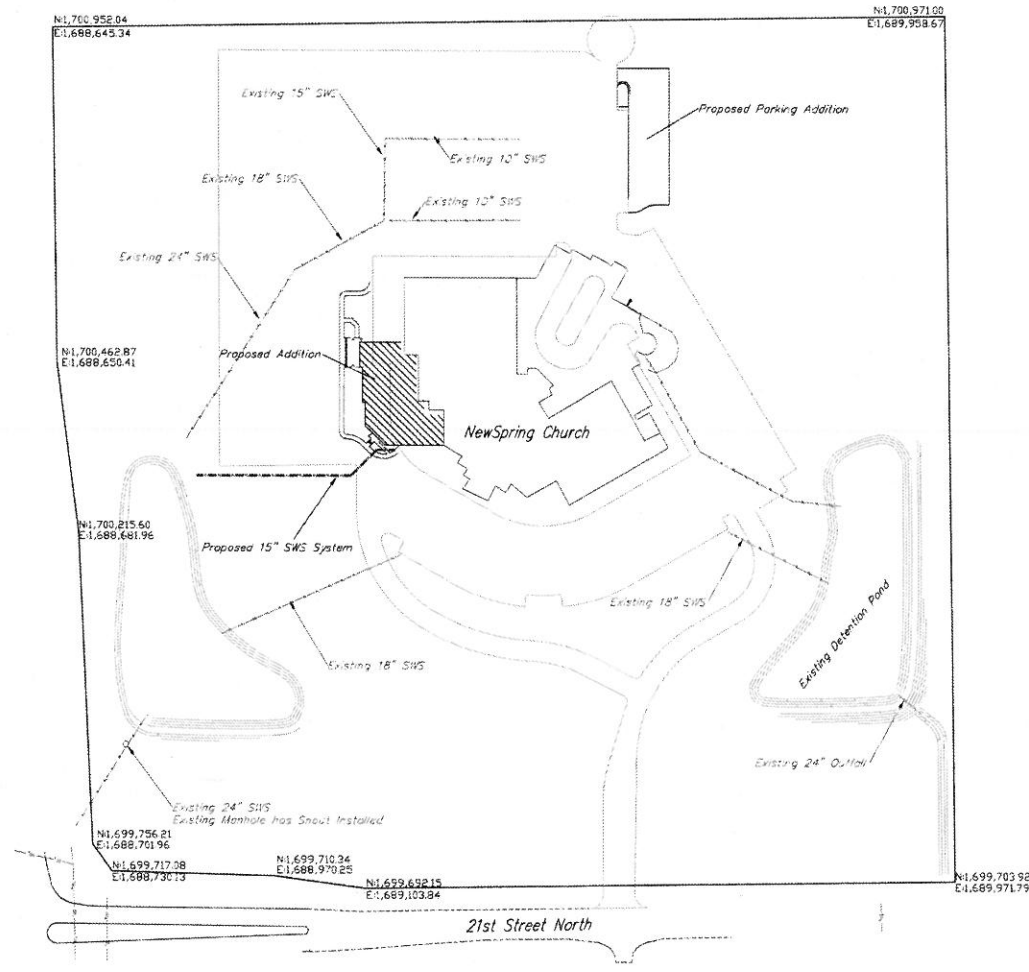 N:1,700,952.04
E:1,688,645.34
N:1,700,971.00
E:1,689,958.67
Existing 15" SWS
Proposed Parking Addition
Existing 10" SWS
Existing 18" SWS
Existing 10" SWS
Existing 24" SWS
N:1,700,462.87
E:1,688,650.41
Proposed Addition
NewSpring Church
N:1,700,215.60
E:1,688,681.96
Proposed 15" SWS System
Existing 18" SWS
Existing Detention Pond
Existing 18" SWS
Existing 24" Outfall
Existing 24" SWS
Existing Manhole has Snout Installed
N:1,699,756.21
E:1,688,701.96
N:1,699,717.08
E:1,688,730.13
N:1,699,710.34
E:1,688,970.25
N:1,699,692.15
E:1,689,103.84
N:1,699,703.92
E:1,689,971.79
21st Street North